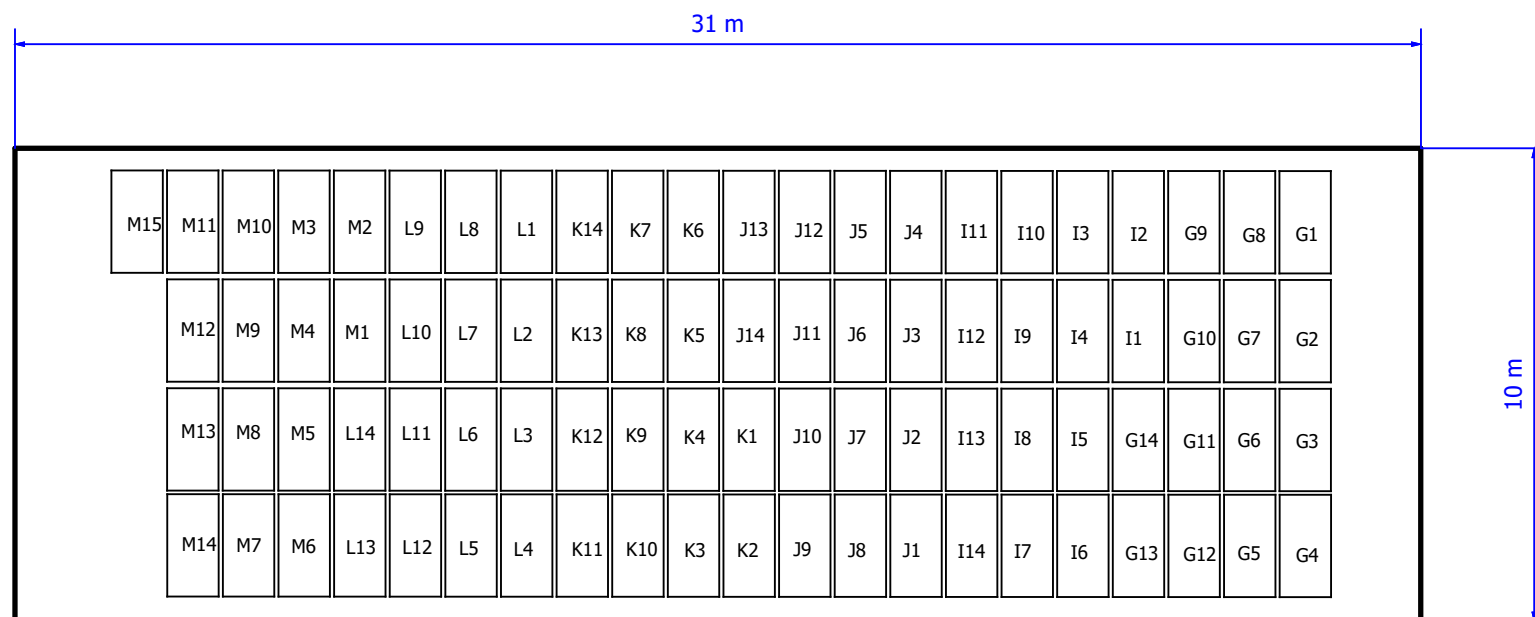 31 m
M15 M11 M10 M3 M2 L9 L8 L1 K14 K7 K6 J13 J12 J5 J4 I11 I10 I3 I2 G9 G8 G1
M12 M9 M4 M1 L10 L7 L2 K13 K8 K5 J14 J11 J6 J3 I12 I9 I4 I1 G10 G7 G2
M13 M8 M5 L14 L11 L6 L3 K12 K9 K4 K1 J10 J7 J2 I13 I8 I5 G14 G11 G6 G3
M14 M7 M6 L13 L12 L5 L4 K11 K10 K3 K2 J9 J8 J1 I14 I7 I6 G13 G12 G5 G4
10 m